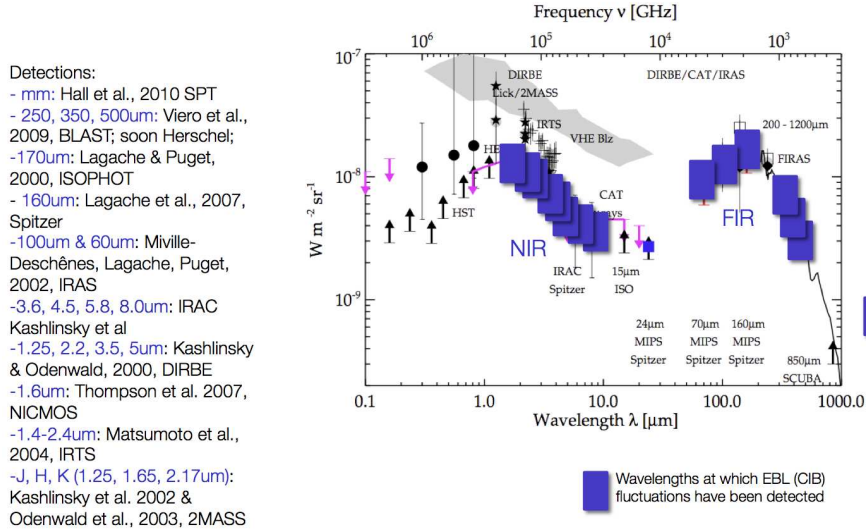 Detections:
- mm: Hall et al., 2010 SPT
- 250, 350, 500um: Viero et al.,
2009, BLAST; soon Herschel;
-170um: Lagache & Puget,
2000, ISOPHOT
- 160um: Lagache et al., 2007,
Spitzer
-100um & 60um: Miville-
Deschênes, Lagache, Puget,
2002, IRAS
-3.6, 4.5, 5.8, 8.0um: IRAC
Kashlinsky et al
-1.25, 2.2, 3.5, 5um: Kashlinsky
& Odenwald, 2000, DIRBE
-1.6um: Thompson et al. 2007,
NICMOS
-1.4-2.4um: Matsumoto et al.,
2004, IRTS
-J, H, K (1.25, 1.65, 2.17um):
Kashlinsky et al. 2002 &
Odenwald et al., 2003, 2MASS
Frequency ν [GHz]
10^6 10^5 10^4 10^3
W m^-2 sr^-1
10^-7
10^-8
10^-9
DIRBE
Lick/2MASS
DIRBE/CAT/IRAS
IRTS
VHE Blz
200 - 1200µm
FIRAS
HST
CAT
NIR
FIR
IRAC
Spitzer
15µm
ISO
24µm
MIPS
Spitzer
70µm
MIPS
Spitzer
160µm
MIPS
Spitzer
850µm
SCUBA
0.1 1.0 10.0 100.0 1000.0
Wavelength λ [µm]
Wavelengths at which EBL (CIB)
fluctuations have been detected